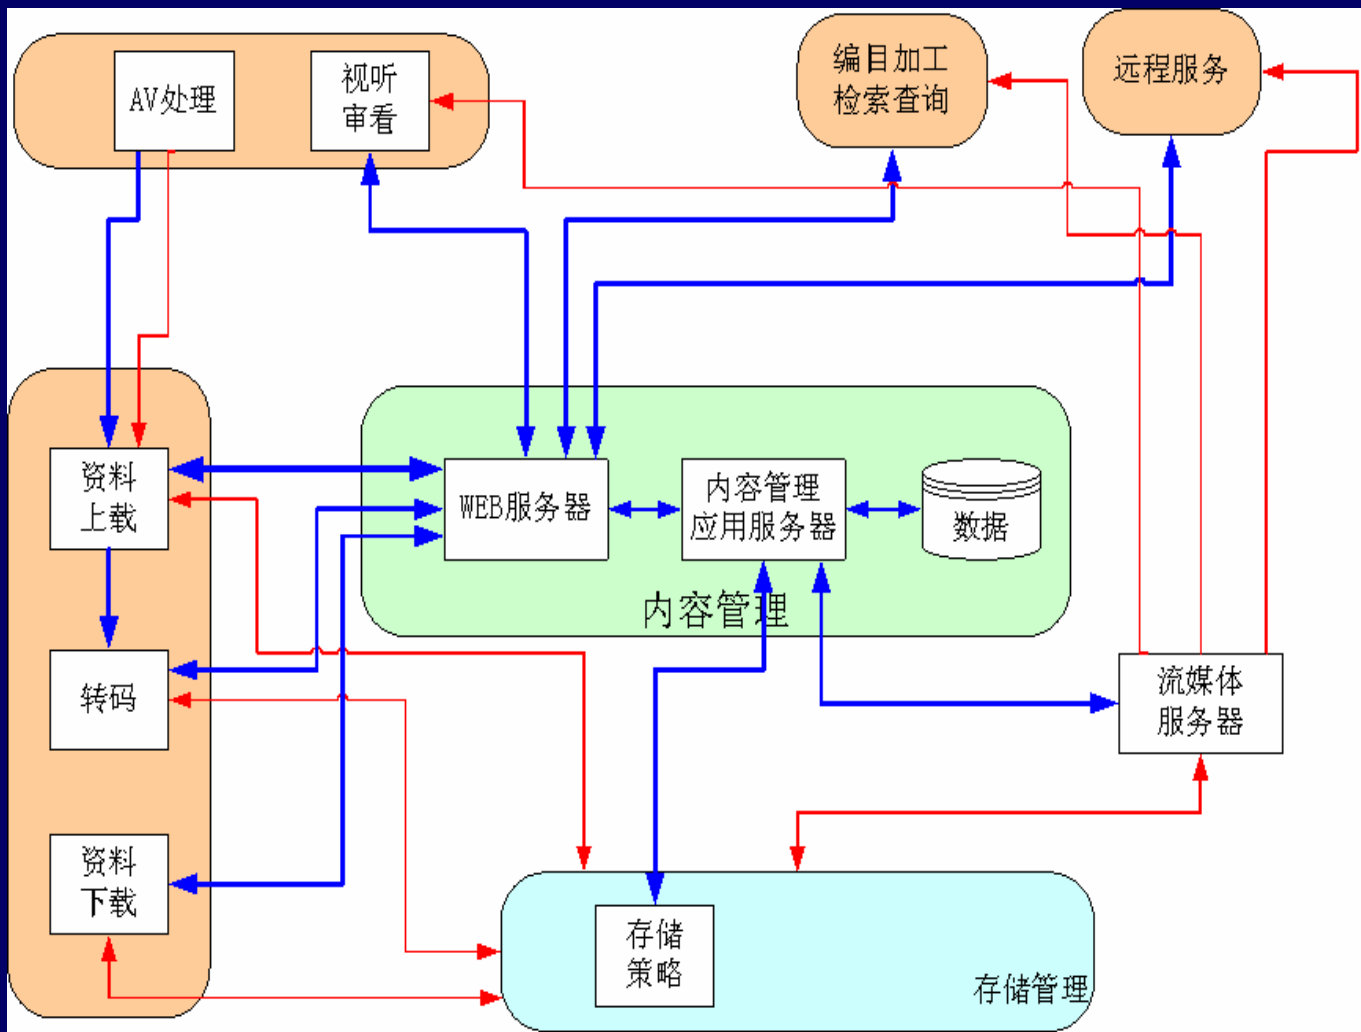 AV处理
视听
审看
编目加工
检索查询
远程服务
资料
上载
WEB服务器
内容管理
应用服务器
数据
内容管理
转码
流媒体
服务器
资料
下载
存储
策略
存储管理